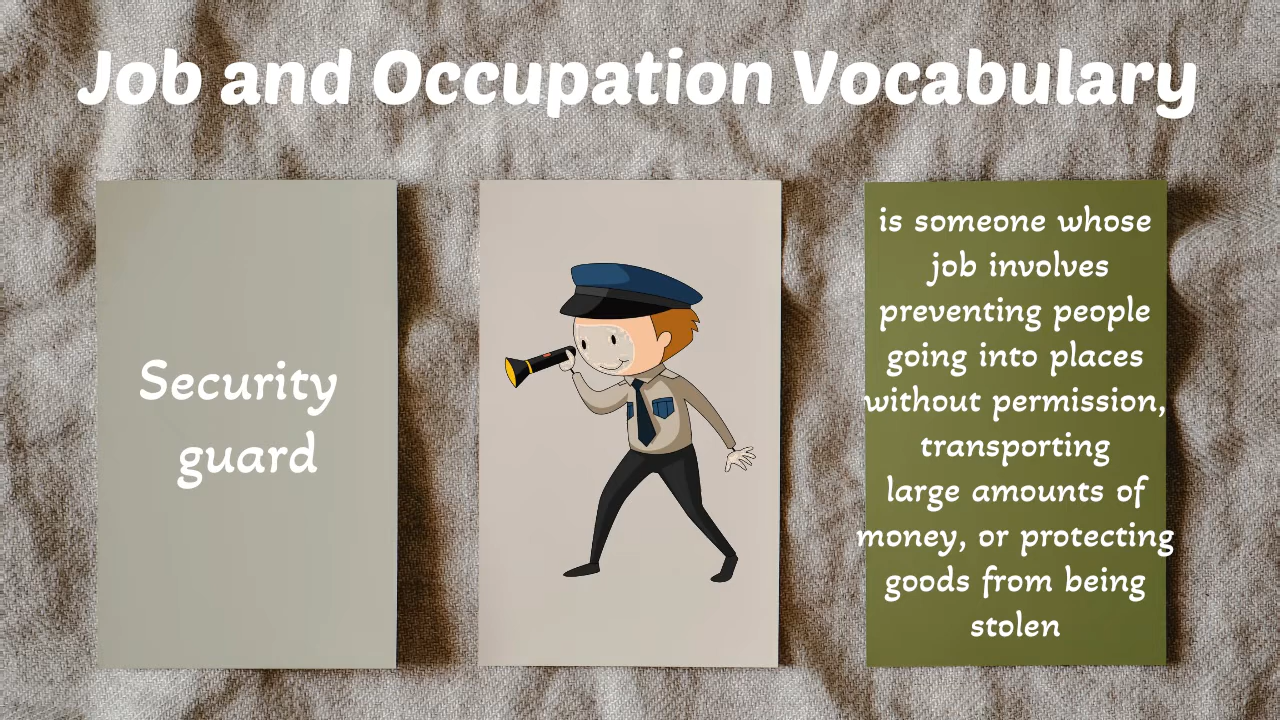 Job and Occupation Vocabulary
Security
guard
is someone whose
job involves
preventing people
going into places
without permission,
transporting
large amounts of
money, or protecting
goods from being
stolen